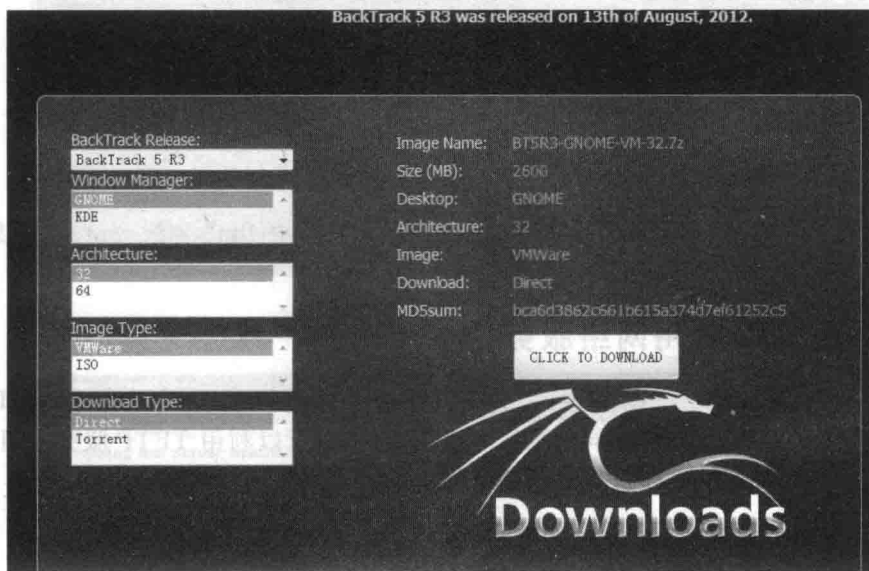 BackTrack 5 R3 was released on 13th of August, 2012.
BackTrack Release:
BackTrack 5 R3
Window Manager:
GNOME
KDE
Architecture:
32
64
Image Type:
VMWare
ISO
Download Type:
Direct
Torrent
Image Name: BT5R3-GNOME-VM-32.7z
Size (MB): 2600
Desktop: GNOME
Architecture: 32
Image: VMWare
Download: Direct
MD5sum: bca6d3862c661b615a374d7ef61252c5
CLICK TO DOWNLOAD
Downloads